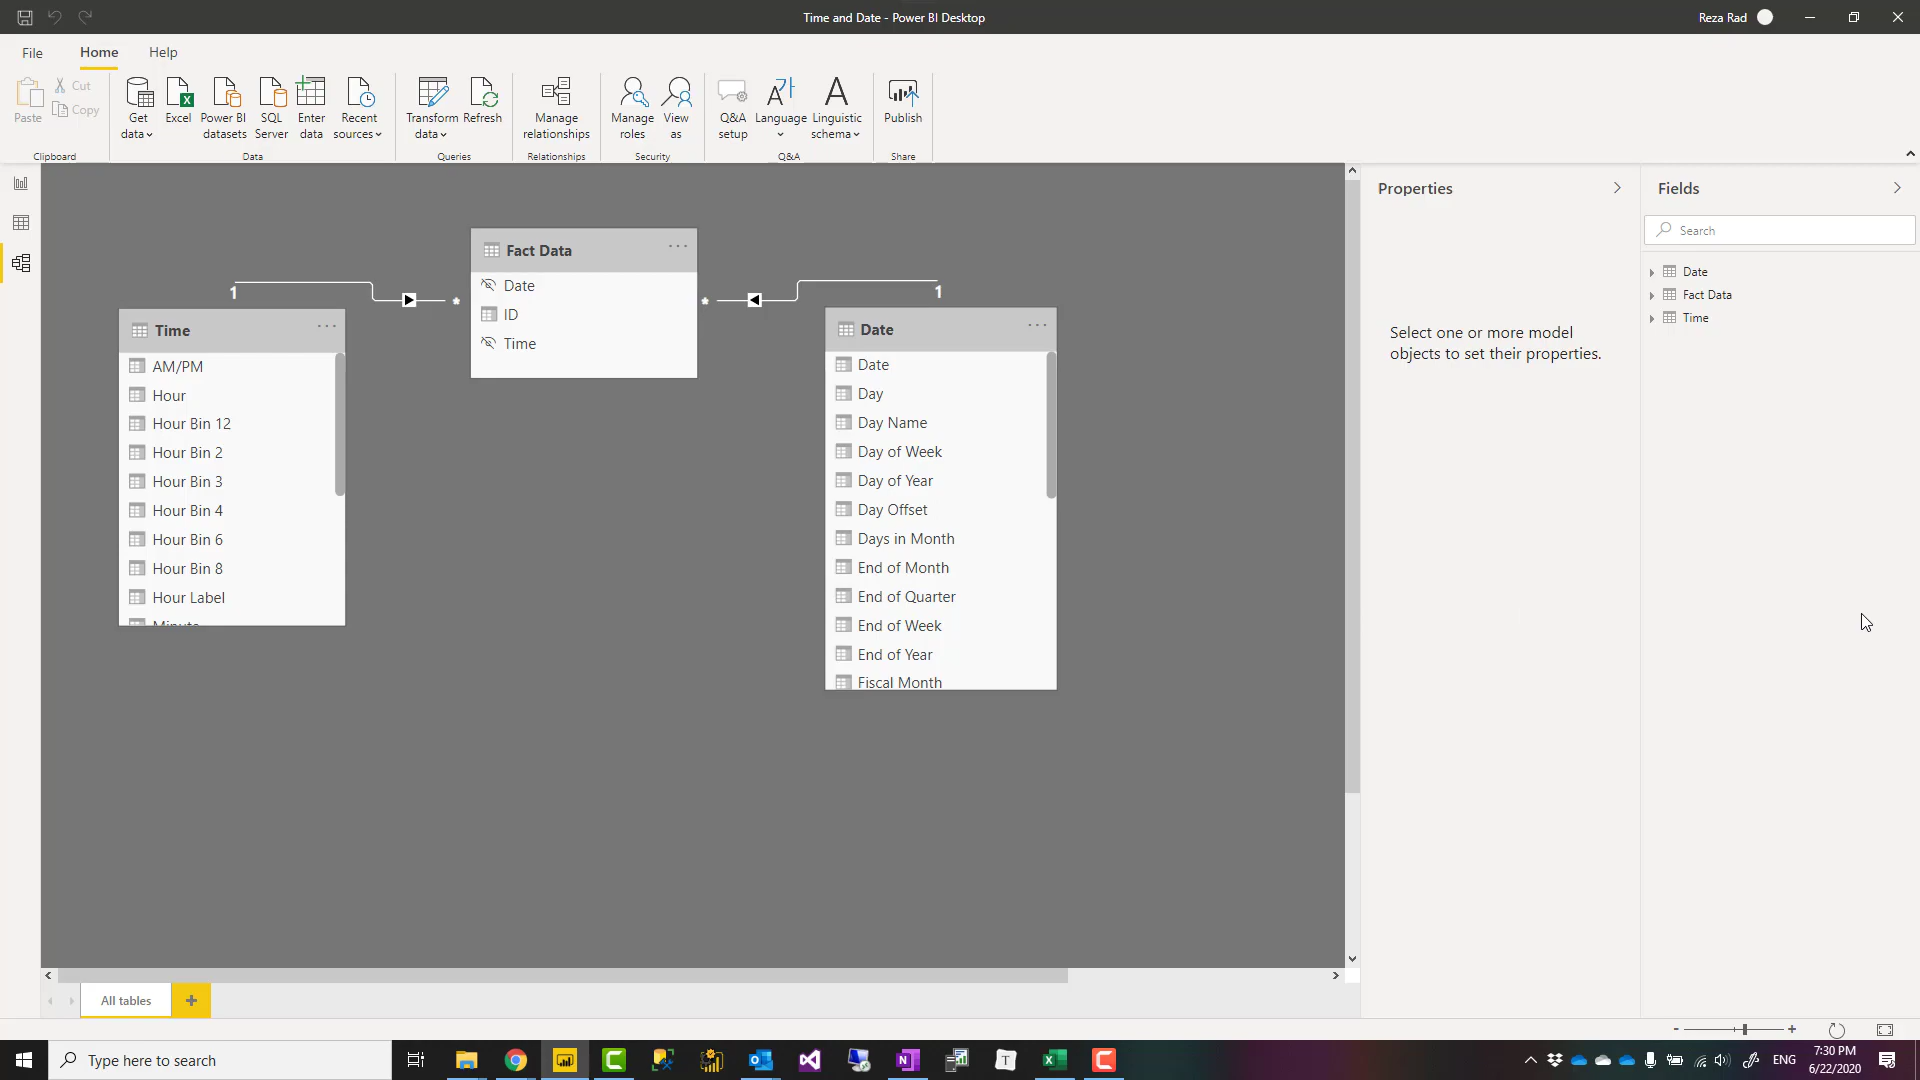 Time and Date - Power BI Desktop
Reza Rad
File
Home
Help
Paste
Cut
Copy
Clipboard
Get
data
Excel
Power BI
datasets
SQL
Server
Enter
data
Recent
sources
Data
Transform
data
Refresh
Queries
Manage
relationships
Relationships
Manage
roles
View
as
Security
Q&A
setup
Language
Linguistic
schema
Q&A
Publish
Share
1
*
Fact Data
Date
ID
Time
*
1
Time
AM/PM
Hour
Hour Bin 12
Hour Bin 2
Hour Bin 3
Hour Bin 4
Hour Bin 6
Hour Bin 8
Hour Label
Minute
Date
Date
Day
Day Name
Day of Week
Day of Year
Day Offset
Days in Month
End of Month
End of Quarter
End of Week
End of Year
Fiscal Month
Properties
Select one or more model
objects to set their properties.
Fields
Search
Date
Fact Data
Time
All tables
+
- +
Type here to search
ENG
7:30 PM
6/22/2020